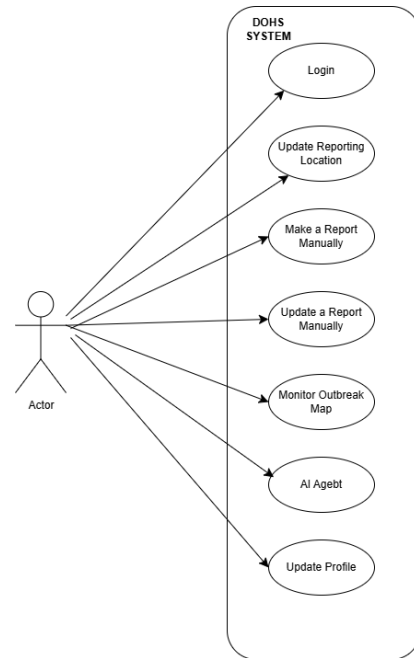 DOHS
SYSTEM
Login
Update Reporting
Location
Make a Report
Manually
Update a Report
Manually
Monitor Outbreak
Map
Actor
AI Agebt
Update Profile